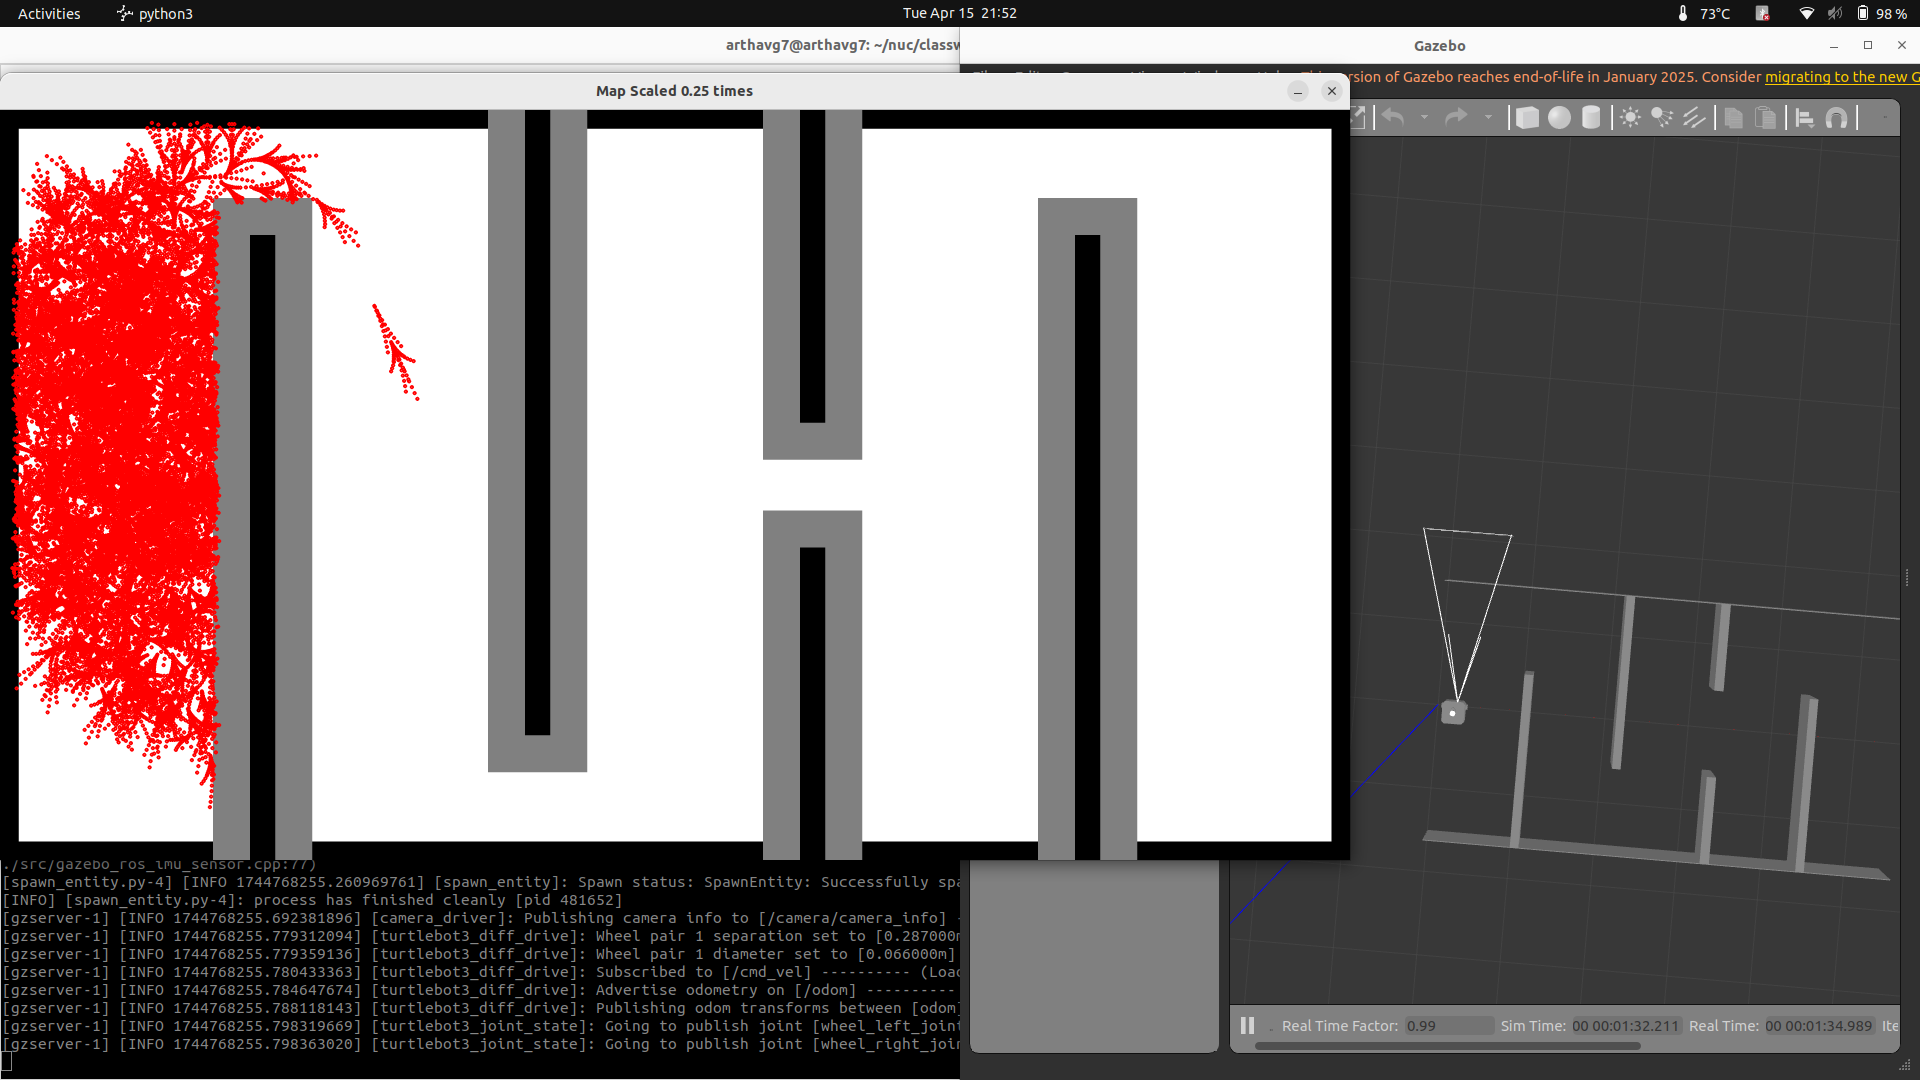 Activities
python3
Tue Apr 15 21:52
73°C
98 %
arthavg7@arthavg7: ~/nuc/classw
Gazebo
rsion of Gazebo reaches end-of-life in January 2025. Consider migrating to the new G
Map Scaled 0.25 times
./src/gazebo_ros_imu_sensor.cpp:77)
[spawn_entity.py-4] [INFO 1744768255.260969761] [spawn_entity]: Spawn status: SpawnEntity: Successfully spa
[INFO] [spawn_entity.py-4]: process has finished cleanly [pid 481652]
[gzserver-1] [INFO 1744768255.692381896] [camera_driver]: Publishing camera info to [/camera/camera_info] -
[gzserver-1] [INFO 1744768255.779312094] [turtlebot3_diff_drive]: Wheel pair 1 separation set to [0.287000m
[gzserver-1] [INFO 1744768255.779359136] [turtlebot3_diff_drive]: Wheel pair 1 diameter set to [0.066000m]
[gzserver-1] [INFO 1744768255.780433363] [turtlebot3_diff_drive]: Subscribed to [/cmd_vel] ---------- (Load
[gzserver-1] [INFO 1744768255.784647674] [turtlebot3_diff_drive]: Advertise odometry on [/odom] ----------
[gzserver-1] [INFO 1744768255.788118143] [turtlebot3_diff_drive]: Publishing odom transforms between [odom]
[gzserver-1] [INFO 1744768255.798319669] [turtlebot3_joint_state]: Going to publish joint [wheel_left_joint
[gzserver-1] [INFO 1744768255.798363020] [turtlebot3_joint_state]: Going to publish joint [wheel_right_join
Real Time Factor: 0.99 Sim Time: 00 00:01:32.211 Real Time: 00 00:01:34.989 Ite